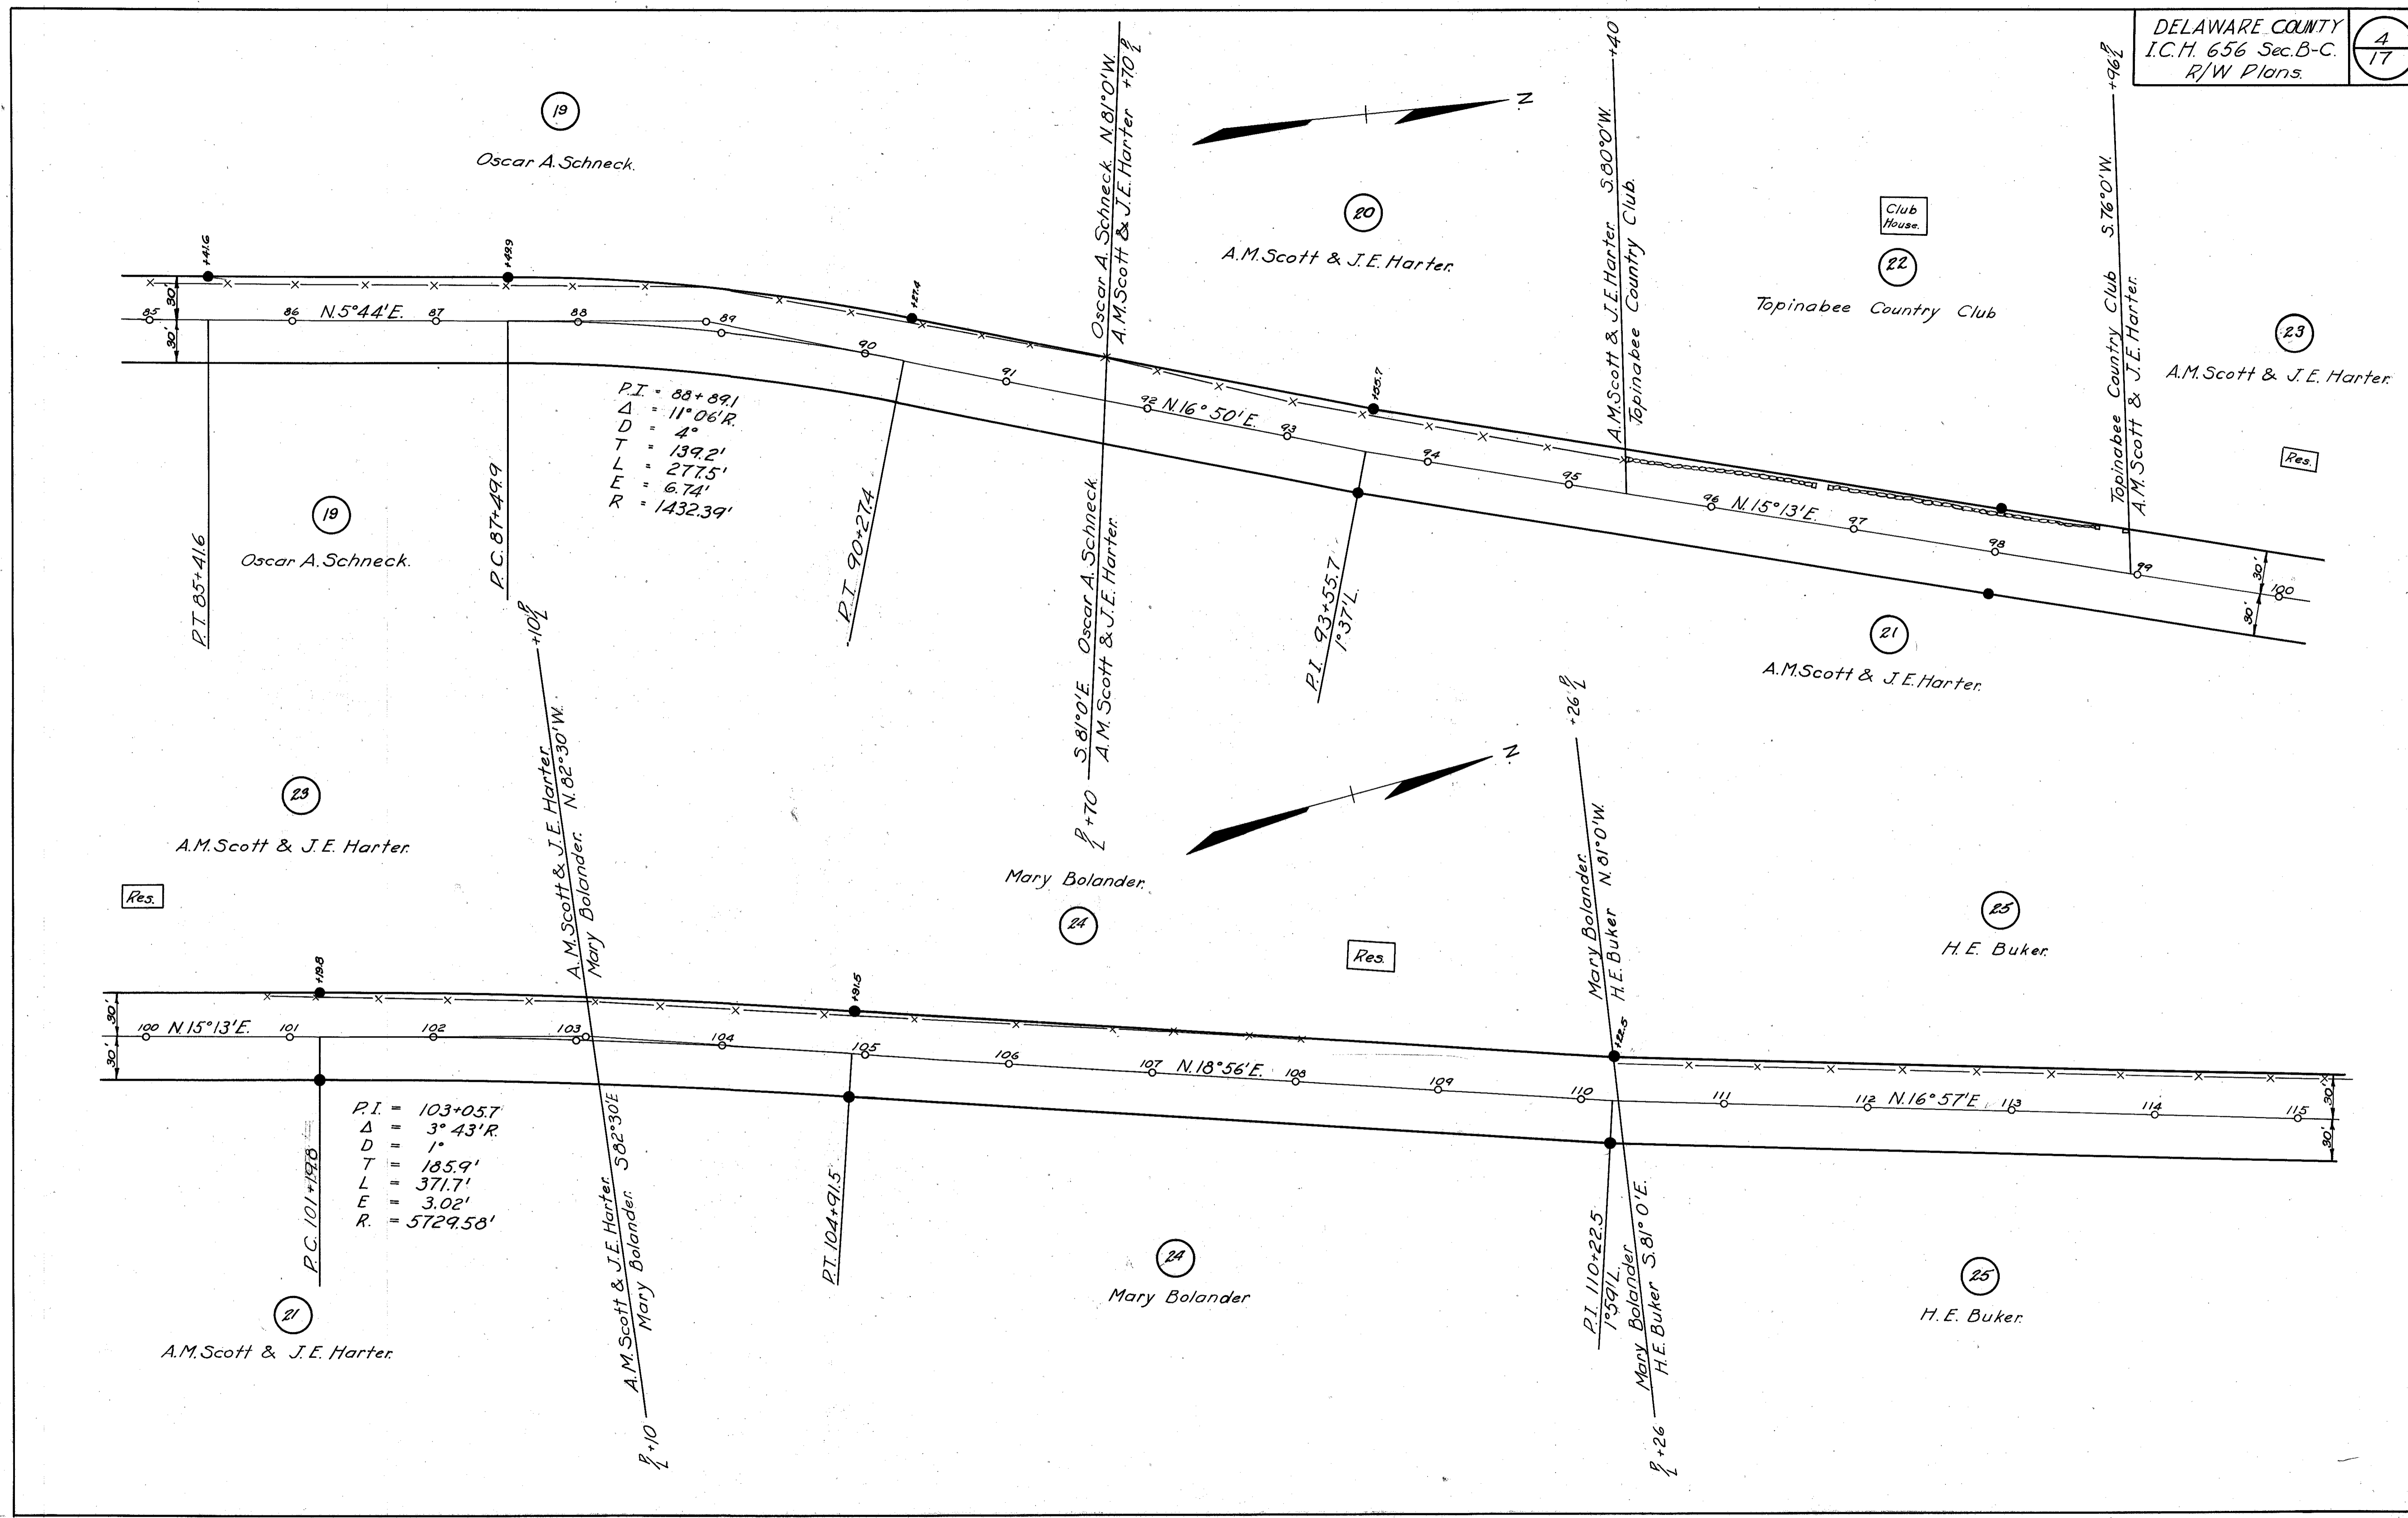 DELAWARE COUNTY
I.C.H. 656 Sec. B-C.
R/W Plans.
4
17
19
Oscar A. Schneck.
Oscar A. Schneck. N.81°0'W.
A.M. Scott & J.E. Harter +70 P/L
N
20
A.M. Scott & J.E. Harter.
+40
A.M. Scott & J.E. Harter. S.80°0'W.
Topinabee Country Club.
Club
House.
22
Topinabee Country Club
+96 P/L
Topinabee Country Club S.76°0'W.
A.M. Scott & J.E. Harter.
23
A.M. Scott & J.E. Harter.
Res.
+41.6
+49.9
+27.4
+55.7
30'
30'
85
86
N.5°44'E.
87
88
89
90
91
92
N.16°50'E.
93
94
95
96
N.15°13'E.
97
98
99
100
30'
30'
P.I. = 88+89.1
Δ = 11°06'R.
D = 4°
T = 139.2'
L = 277.5'
E = 6.74'
R = 1432.39'
P.T. 85+41.6
19
Oscar A. Schneck.
P.C. 87+49.9
P.T. 90+27.4
S.81°0'E. Oscar A. Schneck.
A.M. Scott & J.E. Harter.
P/L +70
P.I. 93+55.7
1°37'L.
21
A.M. Scott & J.E. Harter.
23
A.M. Scott & J.E. Harter.
Res.
+10 P/L
A.M. Scott & J.E. Harter.
Mary Bolander. N.82°30'W.
N
Mary Bolander.
24
Res.
+26 P/L
Mary Bolander.
H.E. Buker N.81°0'W.
25
H.E. Buker.
+19.8
+91.5
+22.5
30'
30'
100
N.15°13'E.
101
102
103
104
105
106
107
N.18°56'E.
108
109
110
111
112
N.16°57'E
113
114
115
30'
30'
P.I. = 103+05.7
Δ = 3°43'R.
D = 1°
T = 185.9'
L = 371.7'
E = 3.02'
R. = 5729.58'
P.C. 101+19.8
21
A.M. Scott & J.E. Harter.
A.M. Scott & J.E. Harter. S82°30'E
Mary Bolander.
P/L +10
P.T. 104+91.5
24
Mary Bolander
P.I. 110+22.5
1°59'L.
Mary Bolander
H.E. Buker S.81°0'E.
P/L +26
25
H.E. Buker.